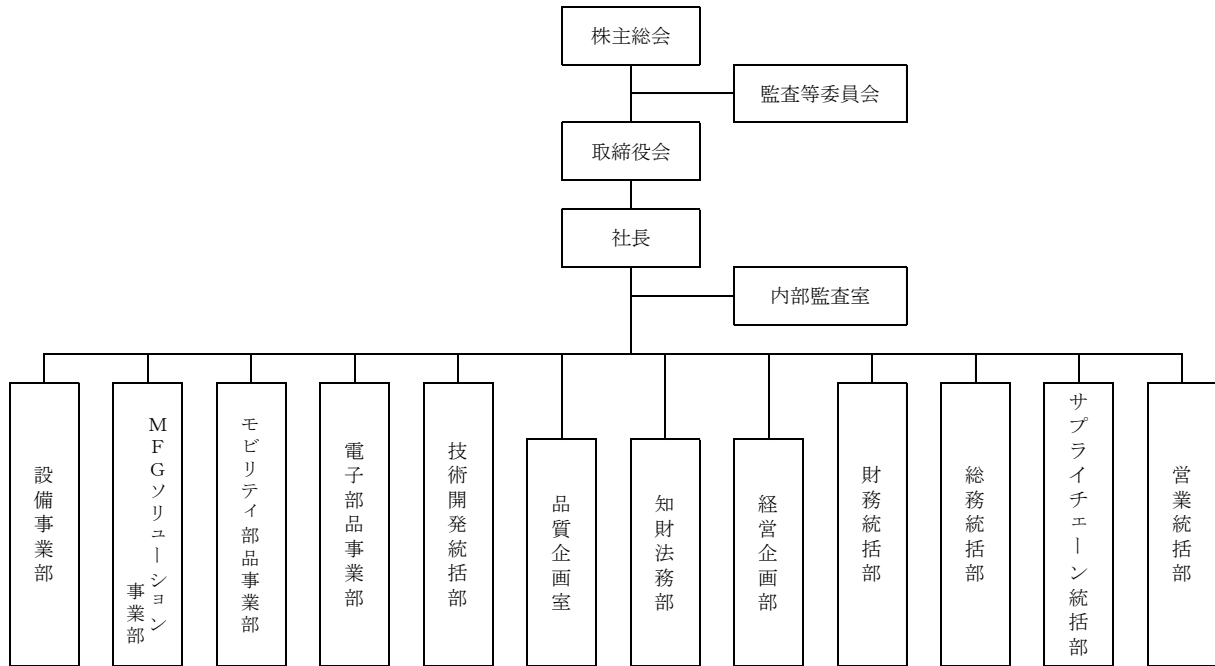 株主総会
監査等委員会
取締役会
社長
内部監査室
設備事業部
MFGソリューション
事業部
モビリティ部品事業部
電子部品事業部
技術開発統括部
品質企画室
知財法務部
経営企画部
財務統括部
総務統括部
サプライチェーン統括部
営業統括部